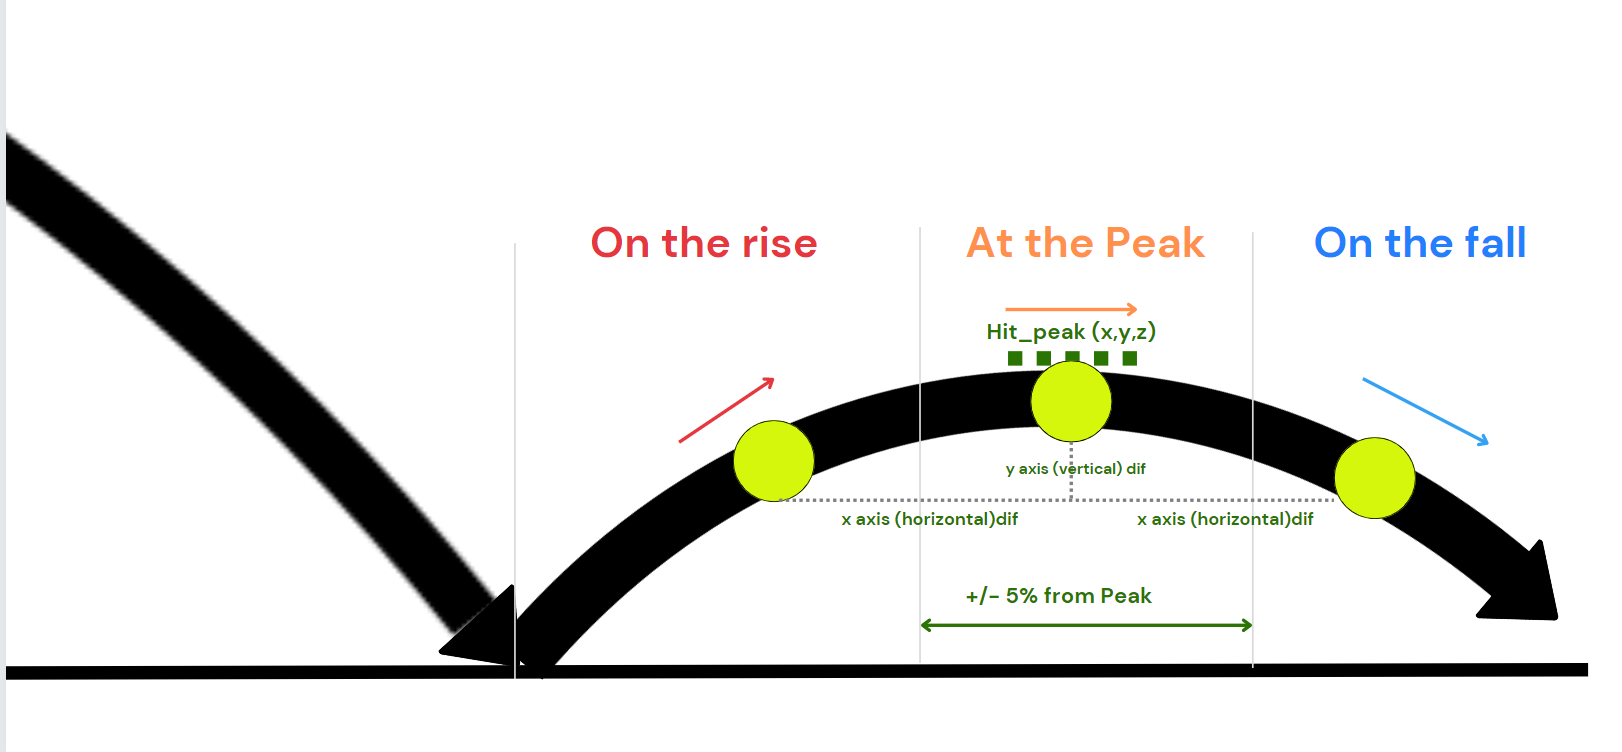 On the rise
At the Peak
On the fall
Hit_peak (x,y,z)
y axis (vertical) dif
x axis (horizontal)dif
x axis (horizontal)dif
+/- 5% from Peak